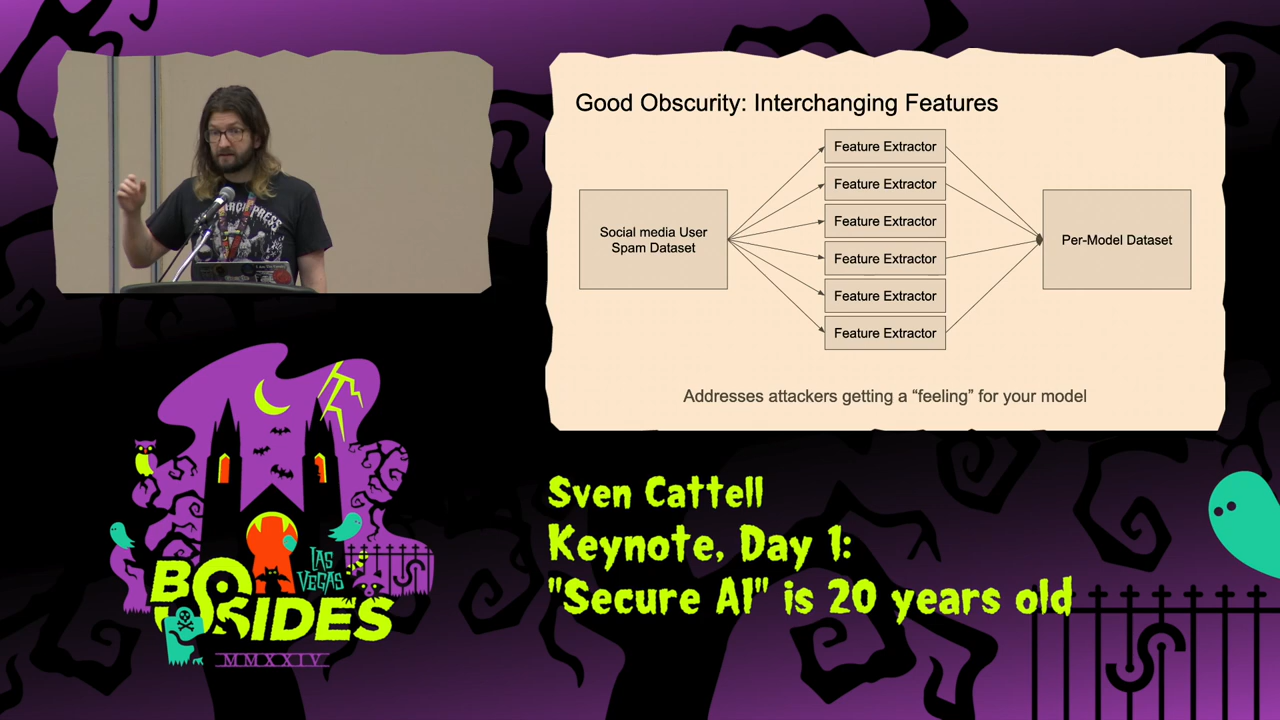 Good Obscurity: Interchanging Features
Feature Extractor
Feature Extractor
Feature Extractor
Feature Extractor
Feature Extractor
Feature Extractor
Social media User
Spam Dataset
Per-Model Dataset
Addresses attackers getting a “feeling” for your model
Sven Cattell
Keynote, Day 1:
"Secure AI" is 20 years old
LAS
VEGAS
BSIDES
MMXXIV